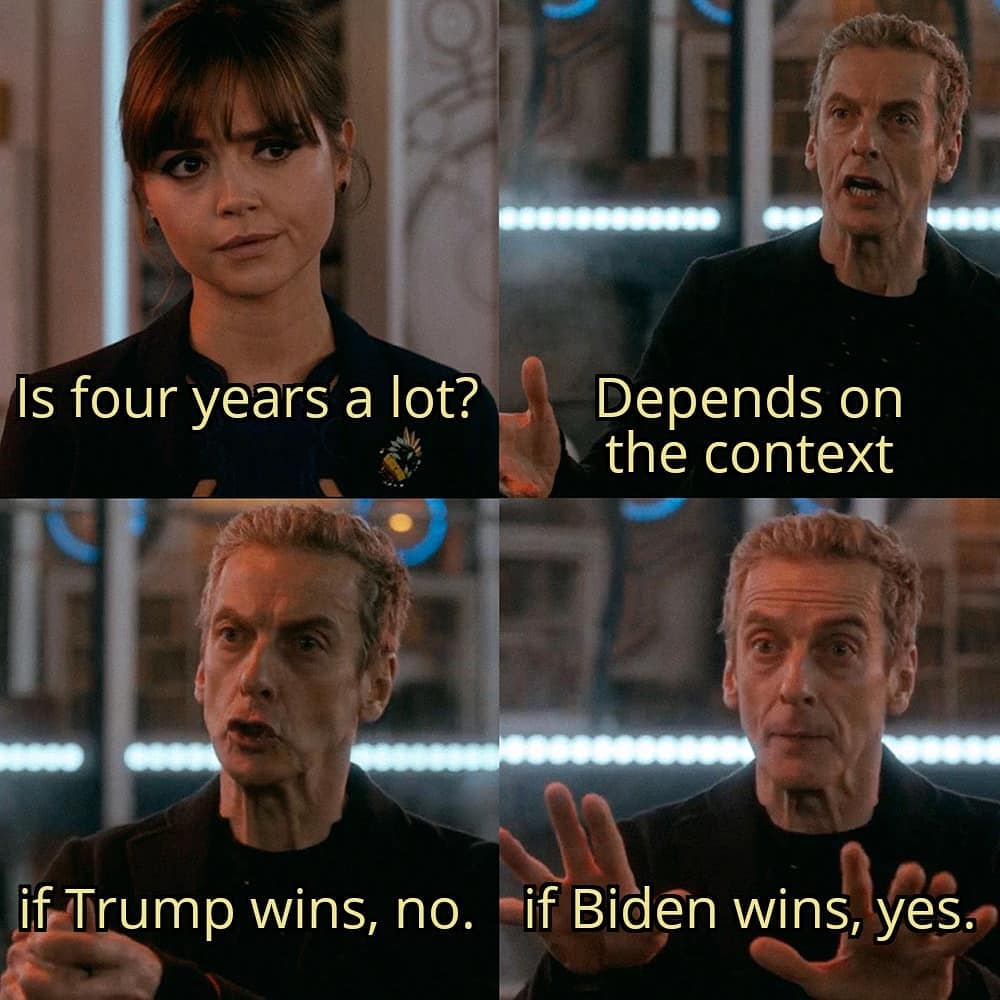 Is four years a lot?
Depends on
the context
if Trump wins, no.
if Biden wins, yes.